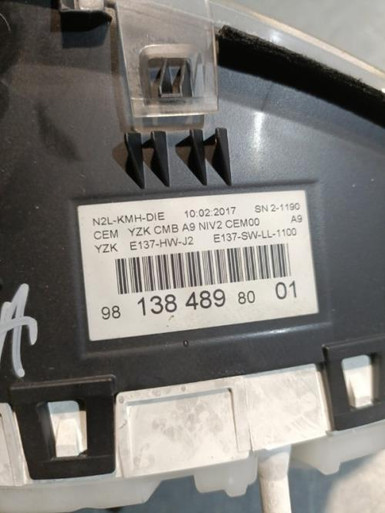 N2L-KMH-DIE 10:02:2017 SN 2-1190
CEM YZK CMB A9 NIV2 CEM00 A9
YZK E137-HW-J2 E137-SW-LL-1100
98 138 489 80 01
A